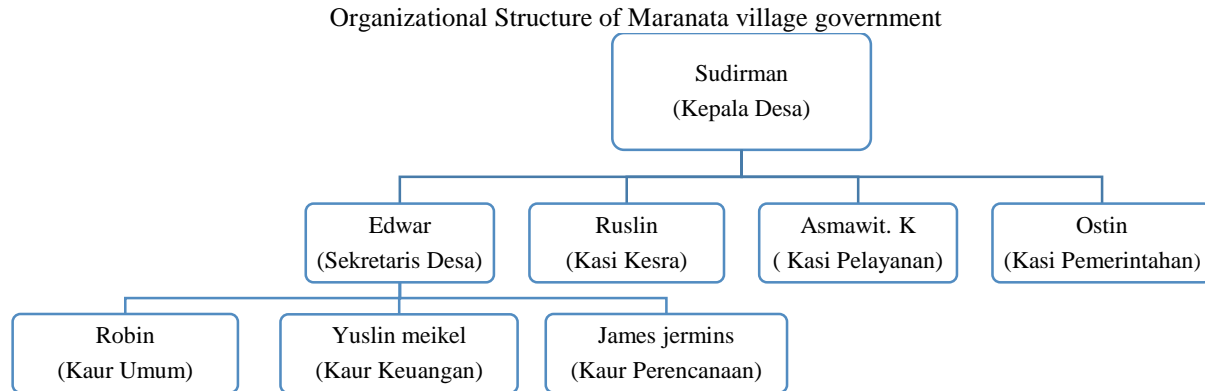 Organizational Structure of Maranata village government
Sudirman
(Kepala Desa)
Edwar
(Sekretaris Desa)
Ruslin
(Kasi Kesra)
Asmawit. K
( Kasi Pelayanan)
Ostin
(Kasi Pemerintahan)
Robin
(Kaur Umum)
Yuslin meikel
(Kaur Keuangan)
James jermins
(Kaur Perencanaan)